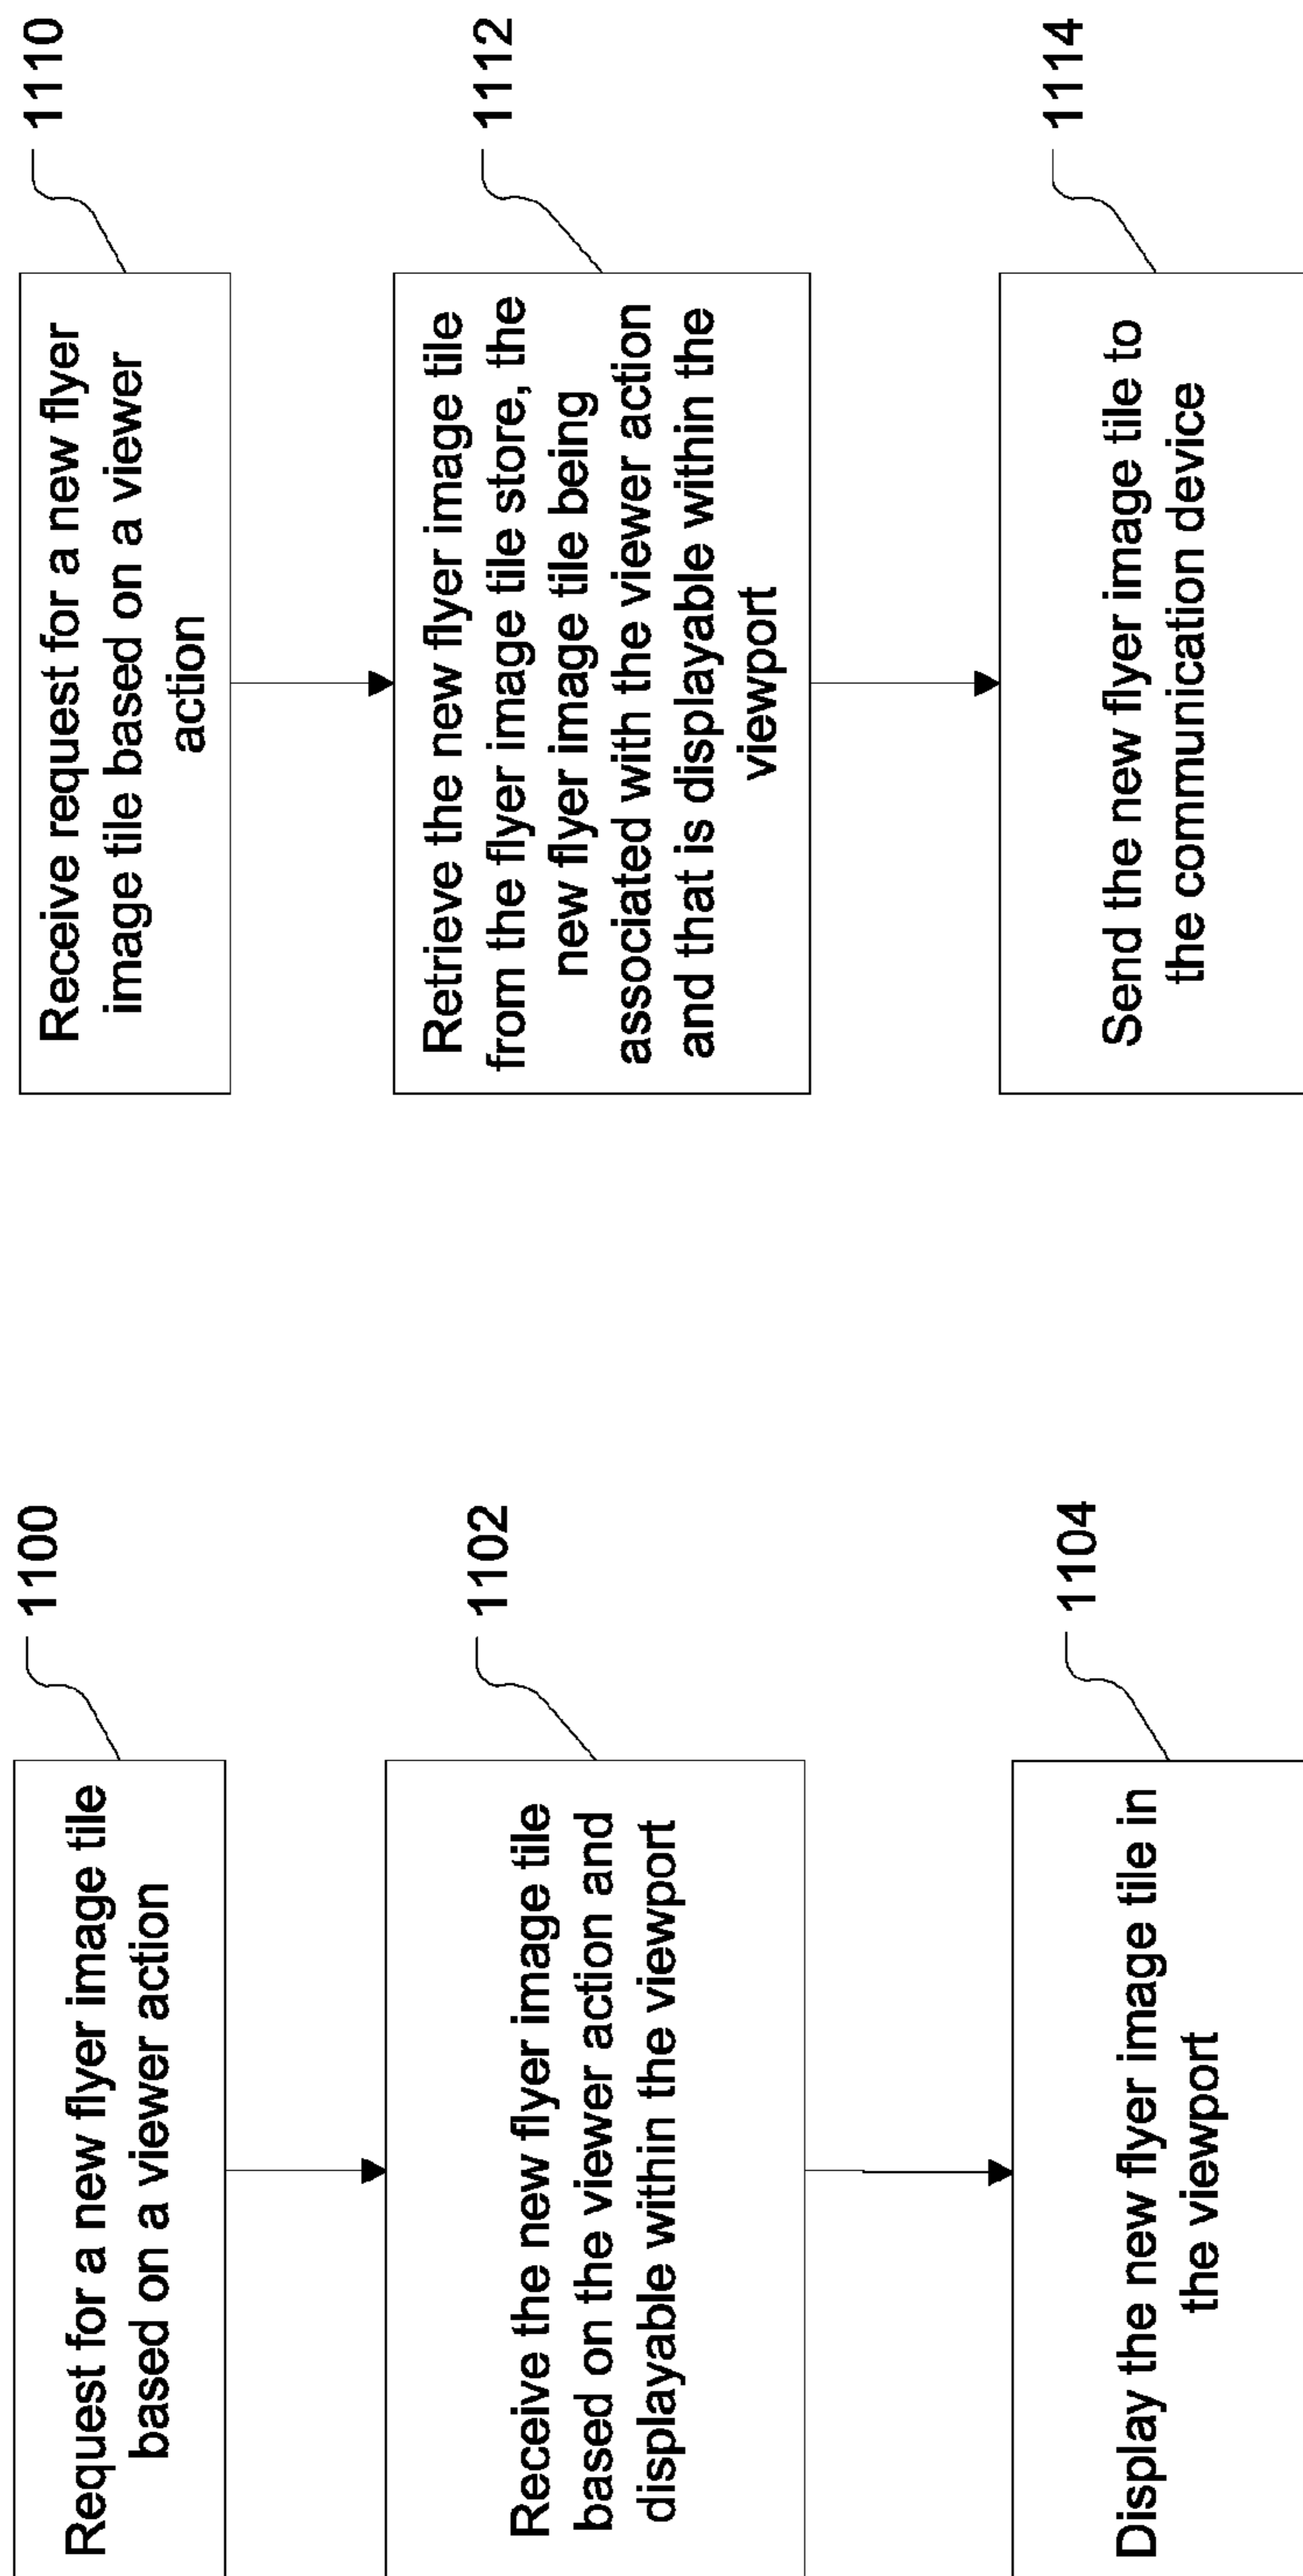 Request for a new flyer image tile
based on a viewer action
1100
Receive the new flyer image tile
based on the viewer action and
displayable within the viewport
1102
Display the new flyer image tile in
the viewport
1104
Receive request for a new flyer
image tile based on a viewer
action
1110
Retrieve the new flyer image tile
from the flyer image tile store, the
new flyer image tile being
associated with the viewer action
and that is displayable within the
viewport
1112
Send the new flyer image tile to
the communication device
1114